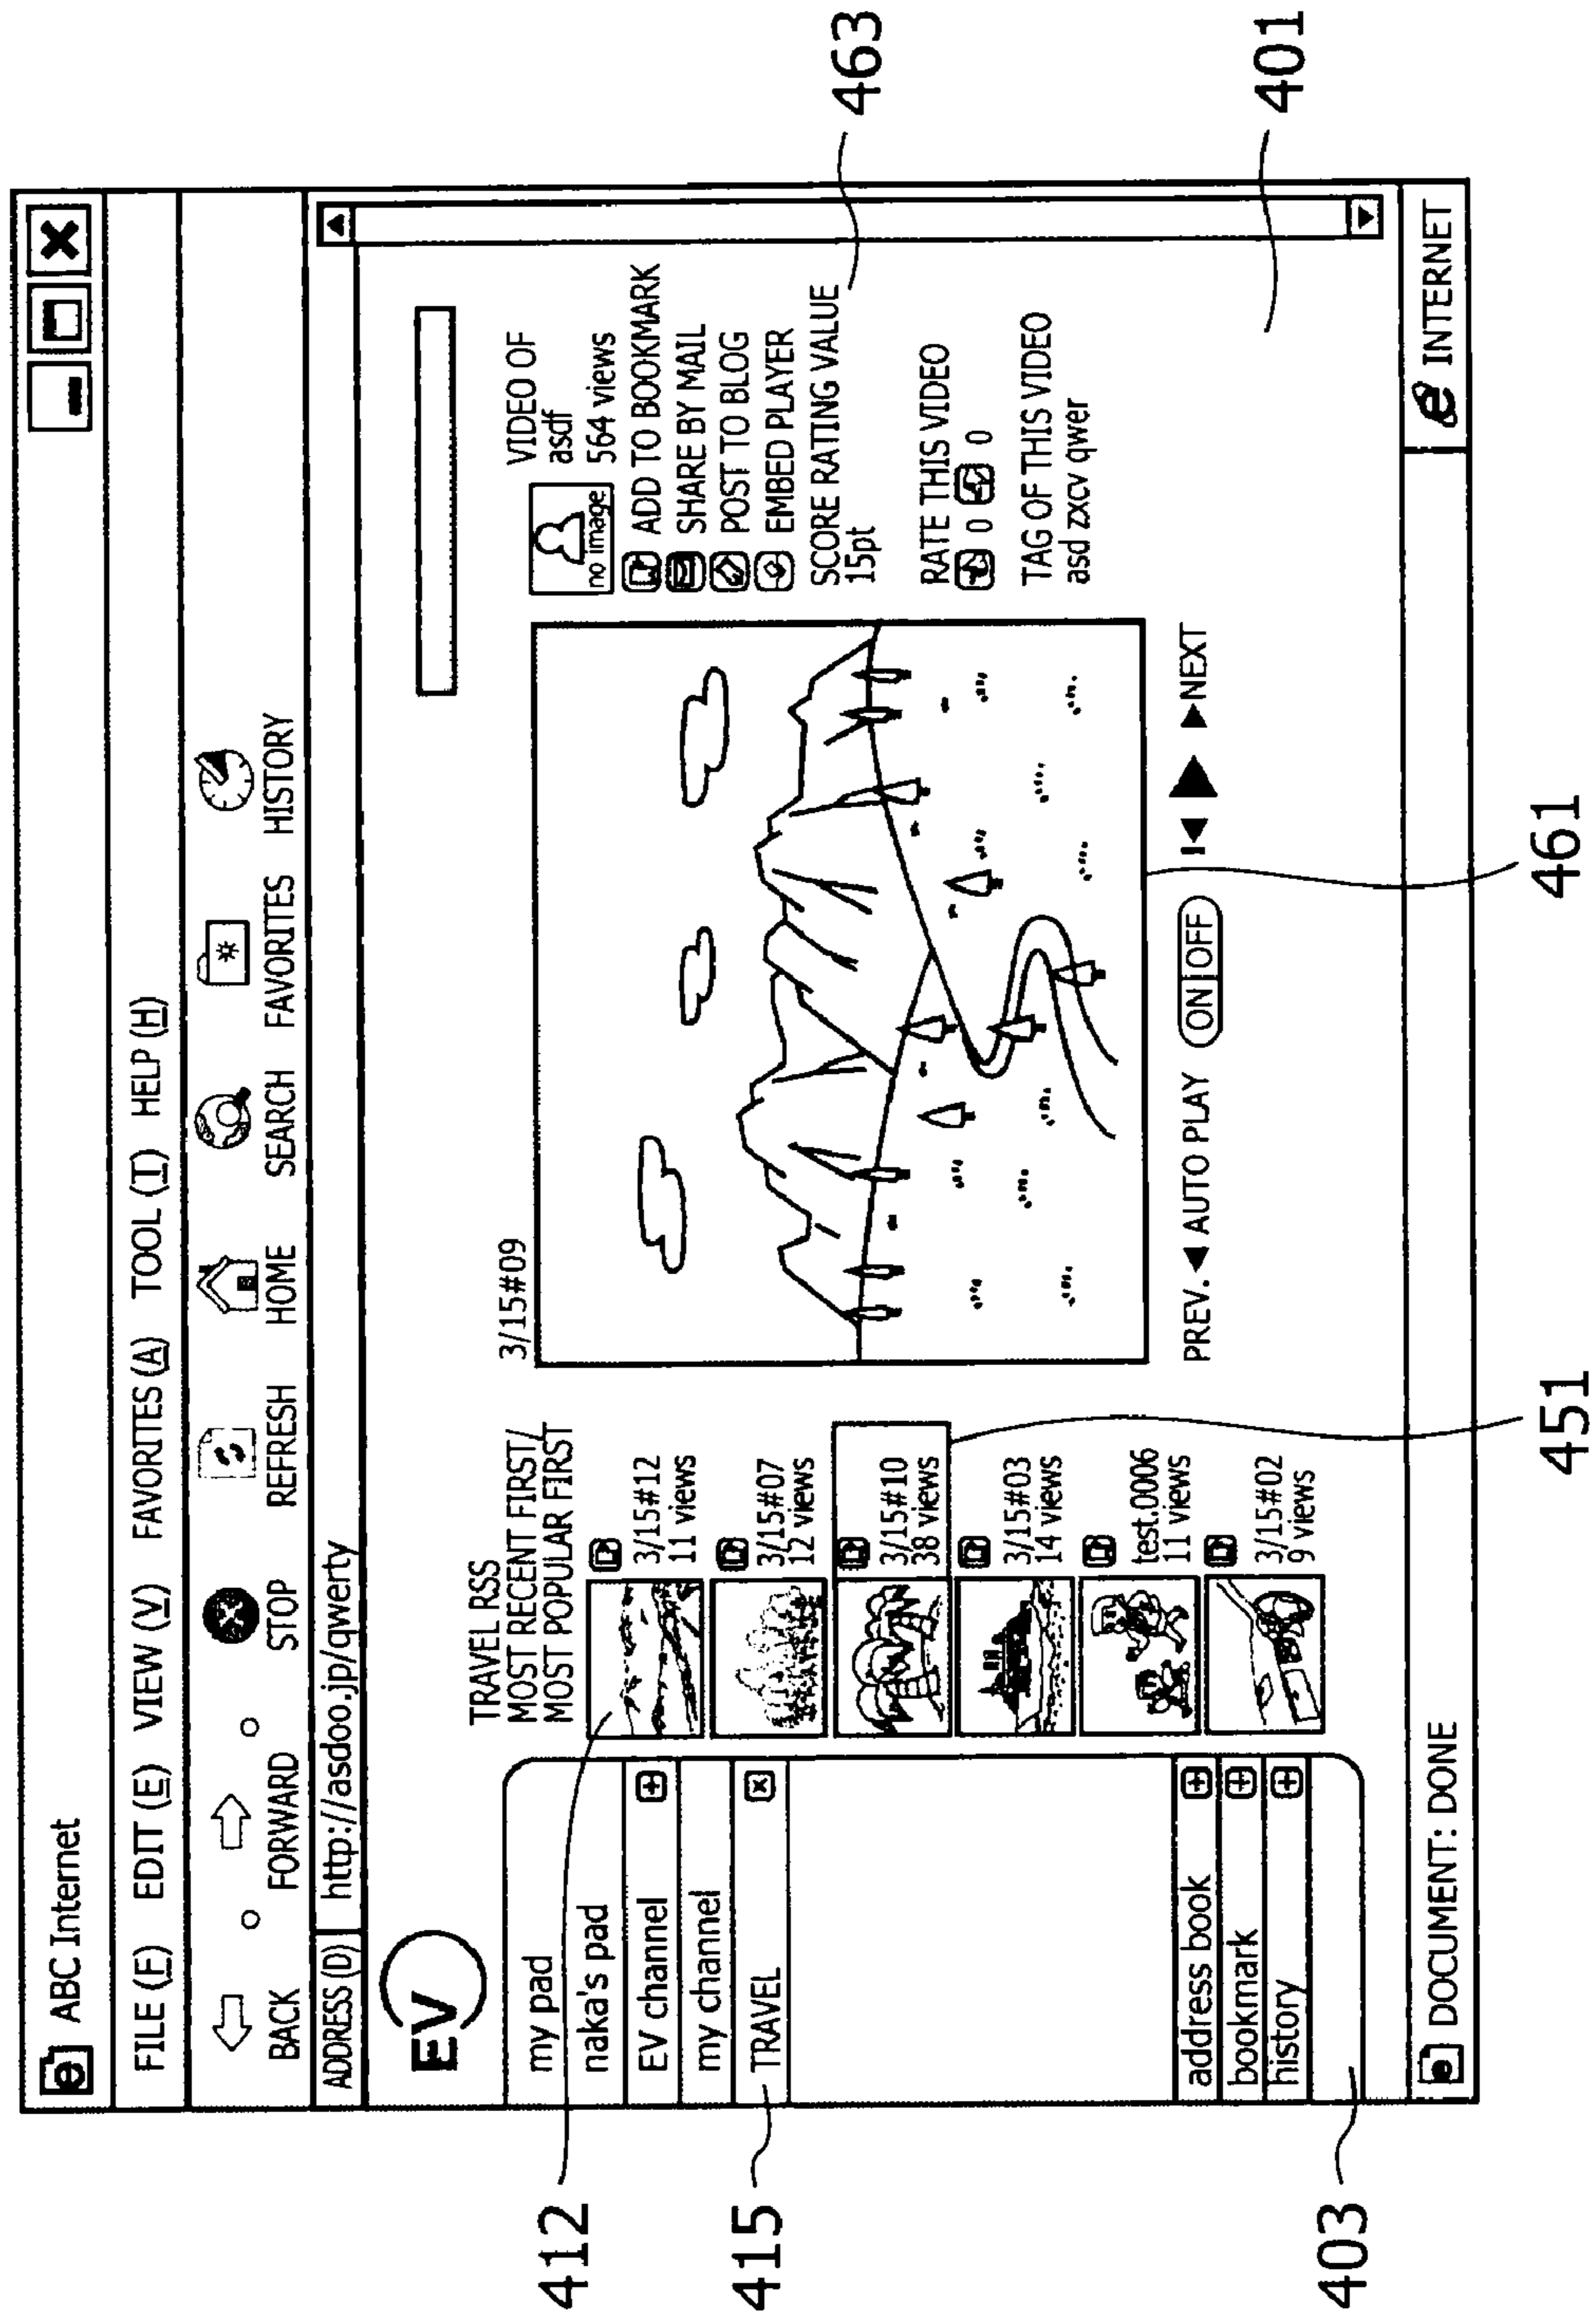 ABC Internet
FILE (F) EDIT (E) VIEW (V) FAVORITES (A) TOOL (T) HELP (H)
BACK FORWARD STOP REFRESH HOME SEARCH FAVORITES HISTORY
ADDRESS (D) http://asdoo.jp/qwerty
EV
my pad
naka's pad
EV channel
my channel
TRAVEL
address book
bookmark
history
TRAVEL RSS
MOST RECENT FIRST/
MOST POPULAR FIRST
3/15#12
11 views
3/15#07
12 views
3/15#10
38 views
3/15#03
14 views
test.0006
11 views
3/15#02
9 views
3/15#09
PREV. AUTO PLAY ON OFF NEXT
no image
VIDEO OF
asdf
564 views
ADD TO BOOKMARK
SHARE BY MAIL
POST TO BLOG
EMBED PLAYER
SCORE RATING VALUE
15pt
RATE THIS VIDEO
0 0
TAG OF THIS VIDEO
asd zxcv qwer
DOCUMENT: DONE
INTERNET
412
415
403
451
461
463
401